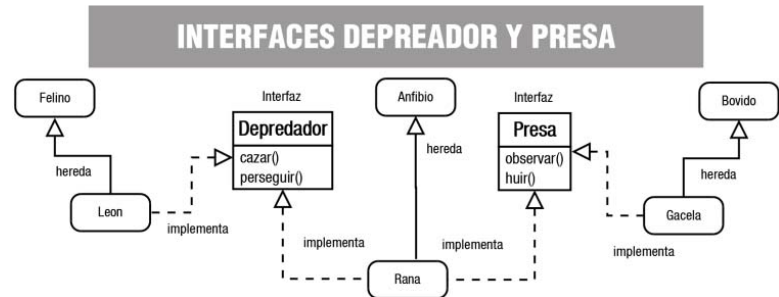 INTERFACES DEPREADOR Y PRESA
Felino
Interfaz
Anfibio
Interfaz
Bovido
Depredador
cazar()
perseguir()
Presa
observar()
huir()
hereda
hereda
hereda
Leon
implementa
implementa
Rana
implementa
Gacela
implementa